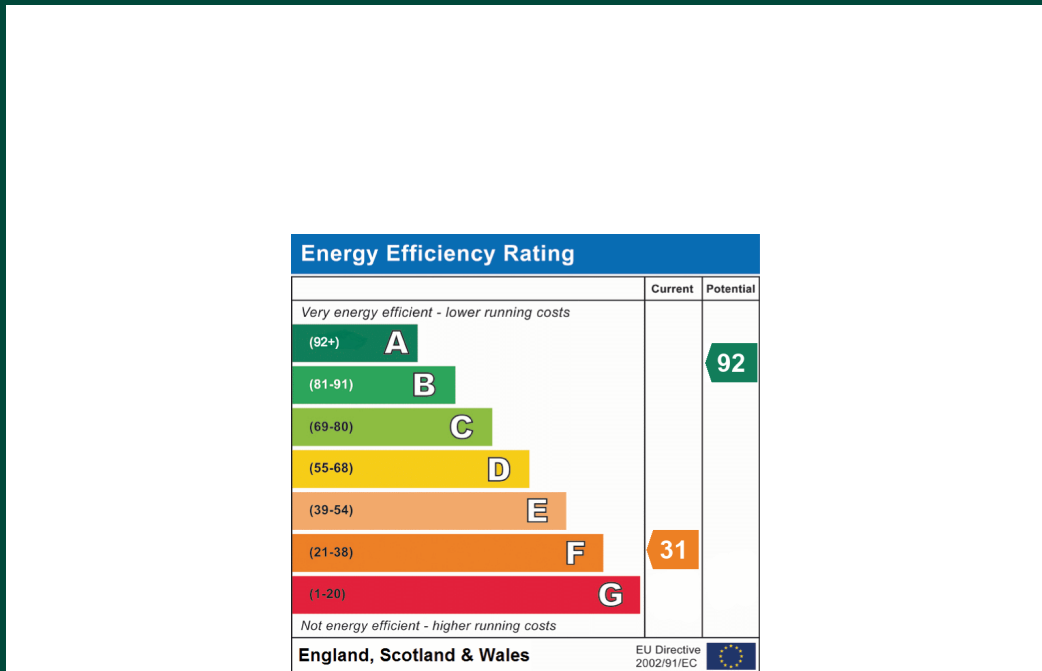 Energy Efficiency Rating
Current Potential
Very energy efficient - lower running costs
(92+) A
92
(81-91) B
(69-80) C
(55-68) D
(39-54) E
(21-38) F
31
(1-20) G
Not energy efficient - higher running costs
England, Scotland & Wales
EU Directive
2002/91/EC